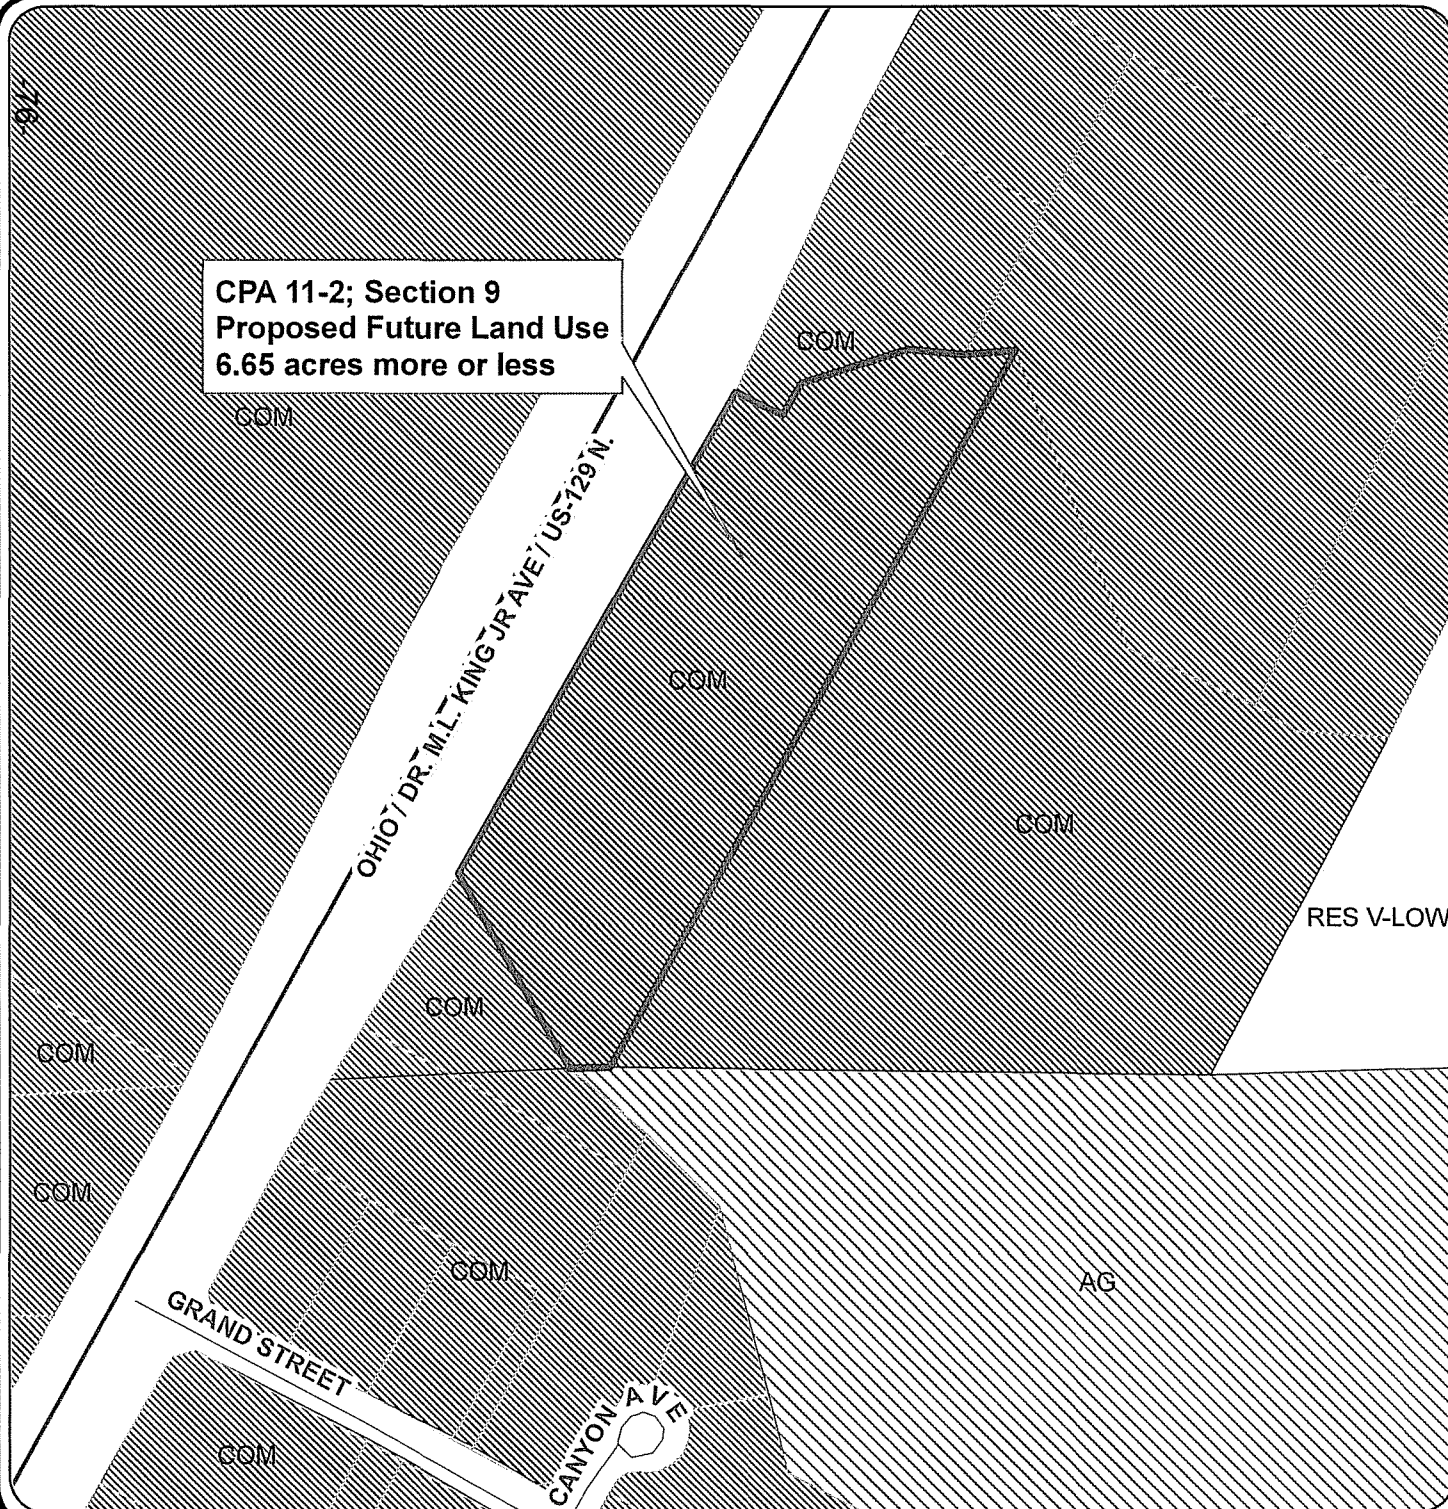 -76-
CPA 11-2; Section 9
Proposed Future Land Use
6.65 acres more or less
COM
COM
OHIO / DR. M.L. KING JR AVE / US-129 N.
COM
COM
RES V-LOW
COM
COM
COM
COM
AG
GRAND STREET
CANYON AVE
COM